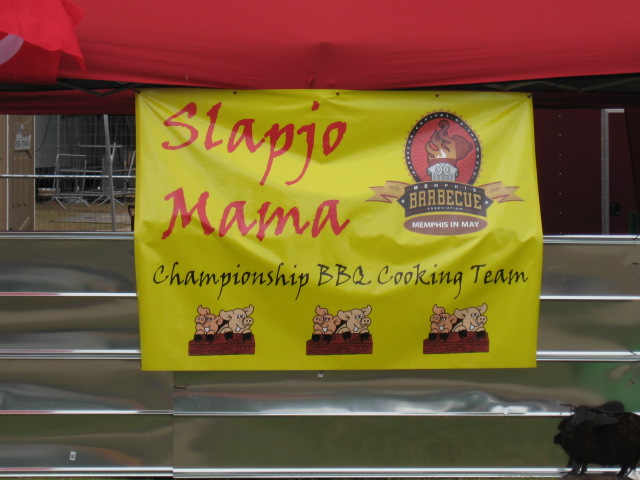 Slapjo
Mama
MEMPHIS
BARBECUE
ASSOCIATION
MEMPHIS IN MAY
Championship BBQ Cooking Team